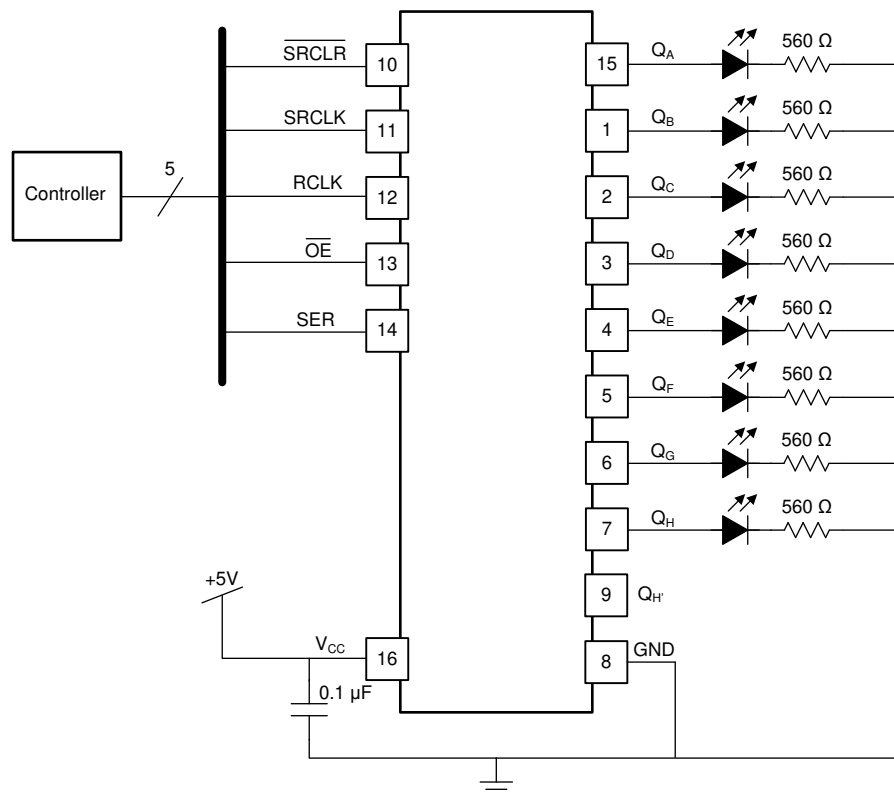 SRCLR 10
SRCLK 11
RCLK 12
OE 13
SER 14
Controller
5
15 QA 560 Ω
1 QB 560 Ω
2 QC 560 Ω
3 QD 560 Ω
4 QE 560 Ω
5 QF 560 Ω
6 QG 560 Ω
7 QH 560 Ω
9 QH'
8 GND
+5V
VCC 16
0.1 µF